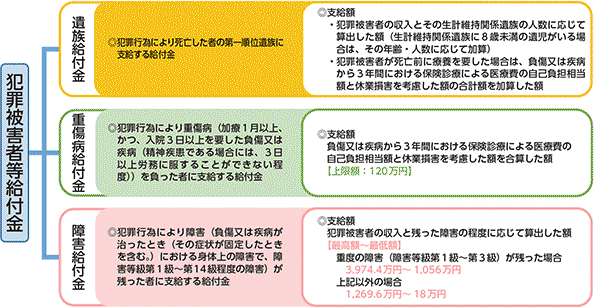 犯罪被害者等給付金
遺族給付金
◎犯罪行為により死亡した者の第一順位遺族に
支給する給付金
◎支給額
・犯罪被害者の収入とその生計維持関係遺族の人数に応じて
算出した額（生計維持関係遺族に8歳未満の遺児がいる場
合は、その年齢・人数に応じて加算）
・犯罪被害者が死亡前に療養を要した場合は、負傷又は疾病
から3年間における保険診療による医療費の自己負担相当
額と休業損害を考慮した額の合計額を加算した額
重傷病給付金
◎犯罪行為により重傷病（加療1月以上、
かつ、入院3日以上を要した負傷又は
疾病（精神疾患である場合には、3日
以上労務に服することができない程
度））を負った者に支給する給付金
◎支給額
負傷又は疾病から3年間における保険診療による医療費の
自己負担相当額と休業損害を考慮した額を合算した額
【上限額：120万円】
障害給付金
◎犯罪行為により障害（負傷又は疾病が
治ったとき（その症状が固定したとき
を含む。）における身体上の障害で、障
害等級第1級～第14級程度の障害）が
残った者に支給する給付金
◎支給額
犯罪被害者の収入と残った障害の程度に応じて算出した額
【最高額～最低額】
重度の障害（障害等級第1級～第3級）が残った場合
3,974.4万円～ 1,056万円
上記以外の場合
1,269.6万円～ 18万円